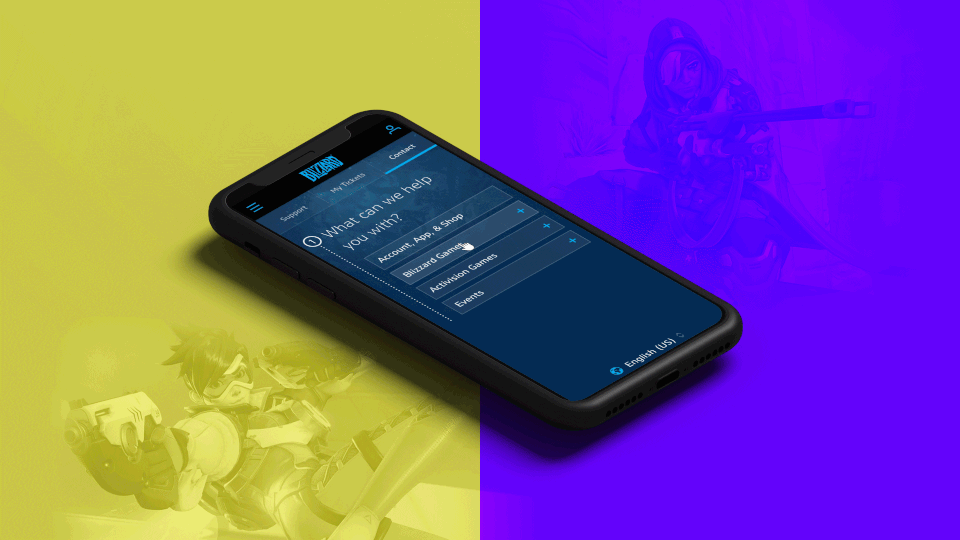 BLIZZARD
Support
My Tickets
Contact
1
What can we help
you with?
Account, App, & Shop
Blizzard Games
Activision Games
Events
English (US)